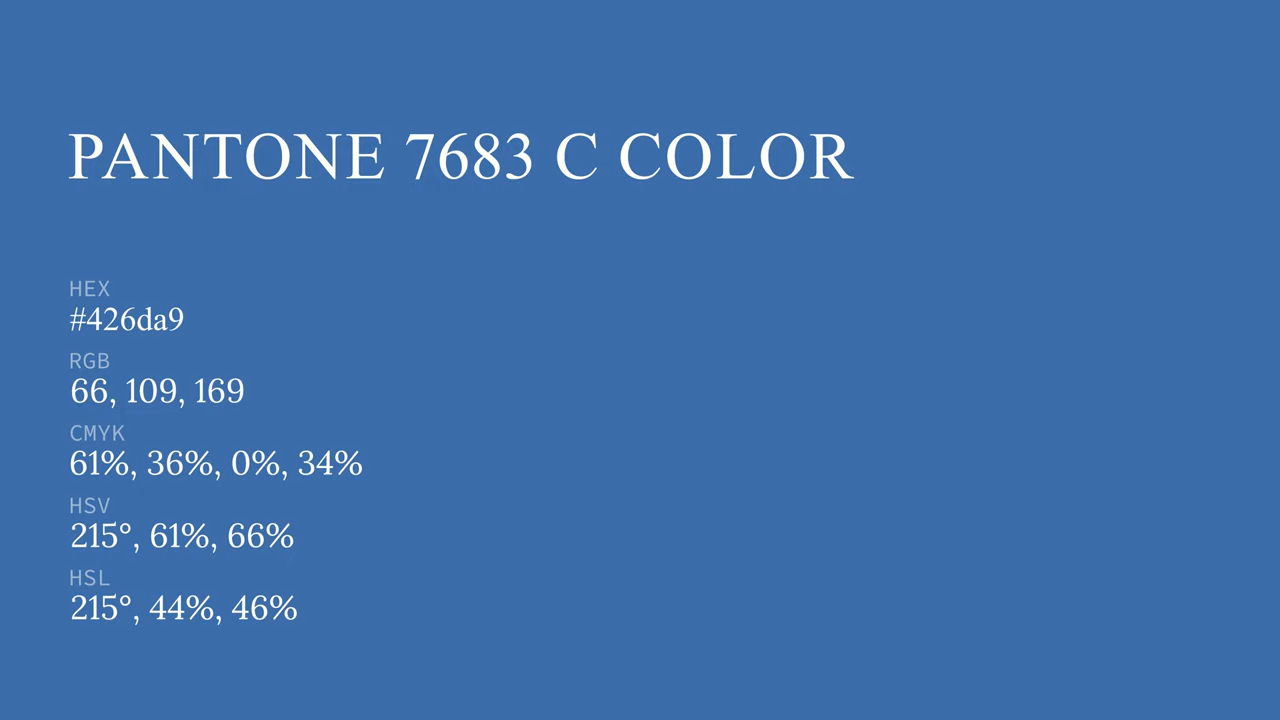 PANTONE 7683 C COLOR
HEX
#426da9
RGB
66, 109, 169
CMYK
61%, 36%, 0%, 34%
HSV
215°, 61%, 66%
HSL
215°, 44%, 46%